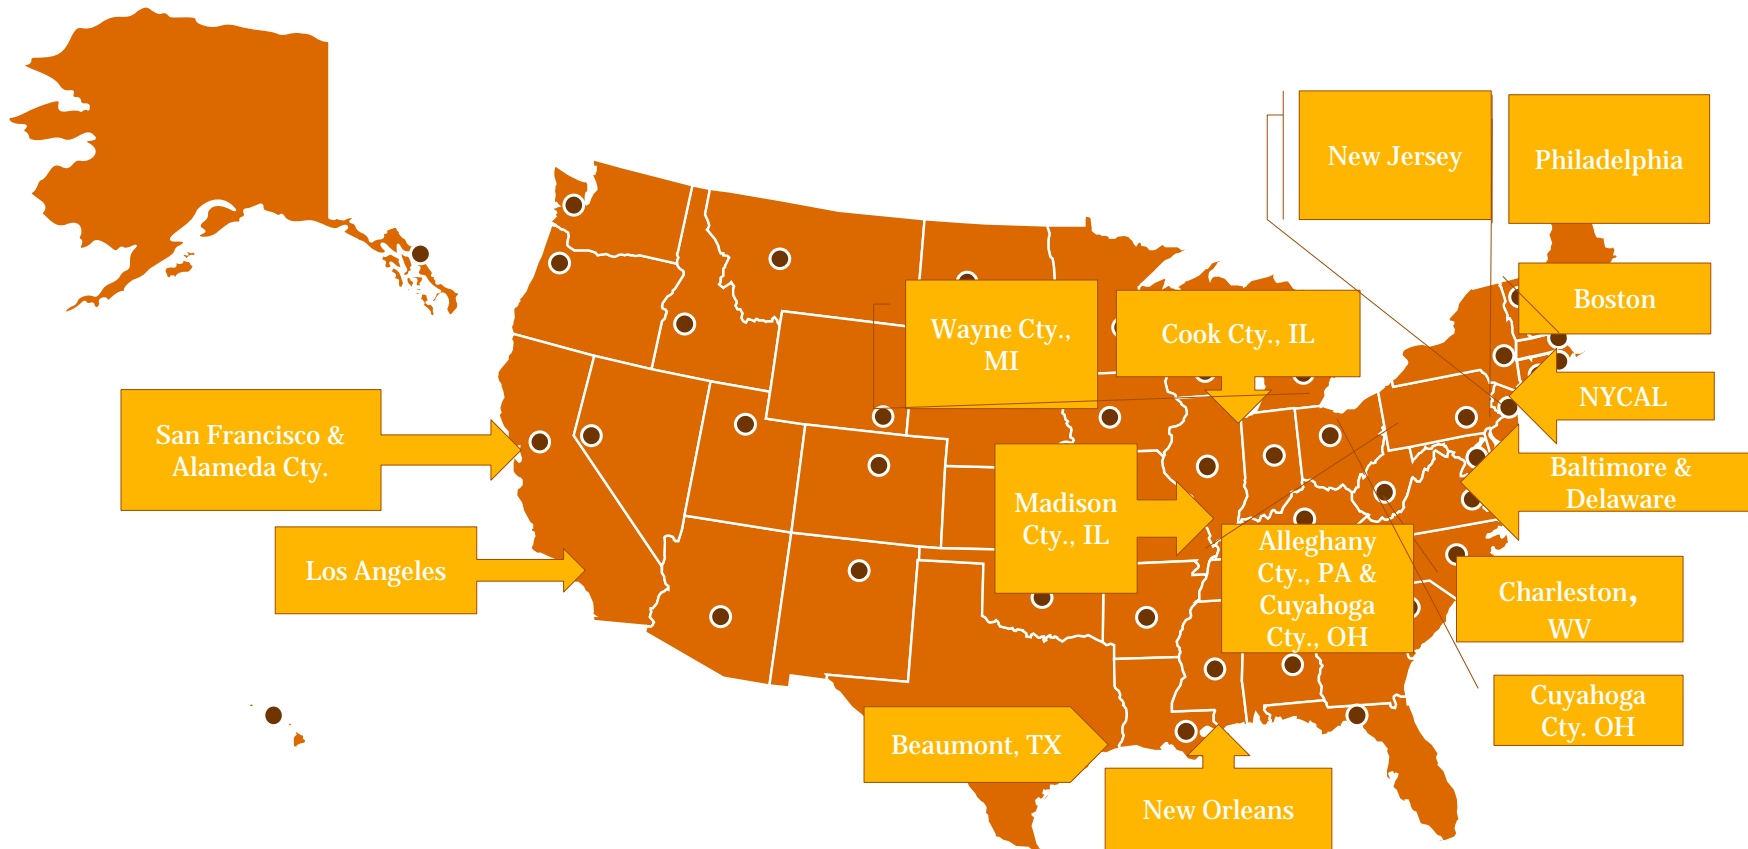 New Jersey
Philadelphia
Boston
Wayne Cty.,
MI
Cook Cty., IL
NYCAL
San Francisco &
Alameda Cty.
Baltimore &
Delaware
Madison
Cty., IL
Los Angeles
Alleghany
Cty., PA &
Cuyahoga
Cty., OH
Charleston,
WV
Cuyahoga
Cty. OH
Beaumont, TX
New Orleans